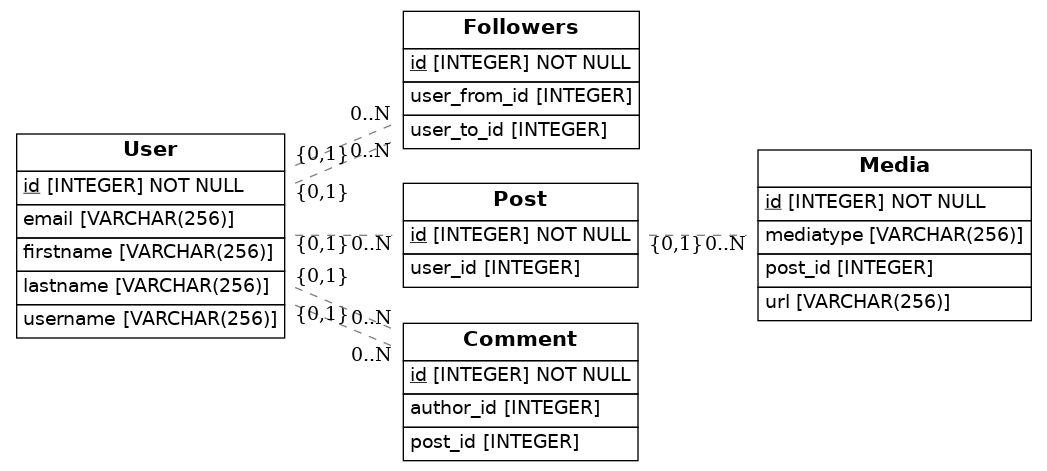 Followers
id [INTEGER] NOT NULL
user_from_id [INTEGER]
user_to_id [INTEGER]
0..N
{0,1}
0..N
{0,1}
User
id [INTEGER] NOT NULL
email [VARCHAR(256)]
firstname [VARCHAR(256)]
lastname [VARCHAR(256)]
username [VARCHAR(256)]
Post
id [INTEGER] NOT NULL
user_id [INTEGER]
{0,1}
0..N
{0,1}
0..N
Media
id [INTEGER] NOT NULL
mediatype [VARCHAR(256)]
post_id [INTEGER]
url [VARCHAR(256)]
{0,1}
0..N
{0,1}
0..N
Comment
id [INTEGER] NOT NULL
author_id [INTEGER]
post_id [INTEGER]